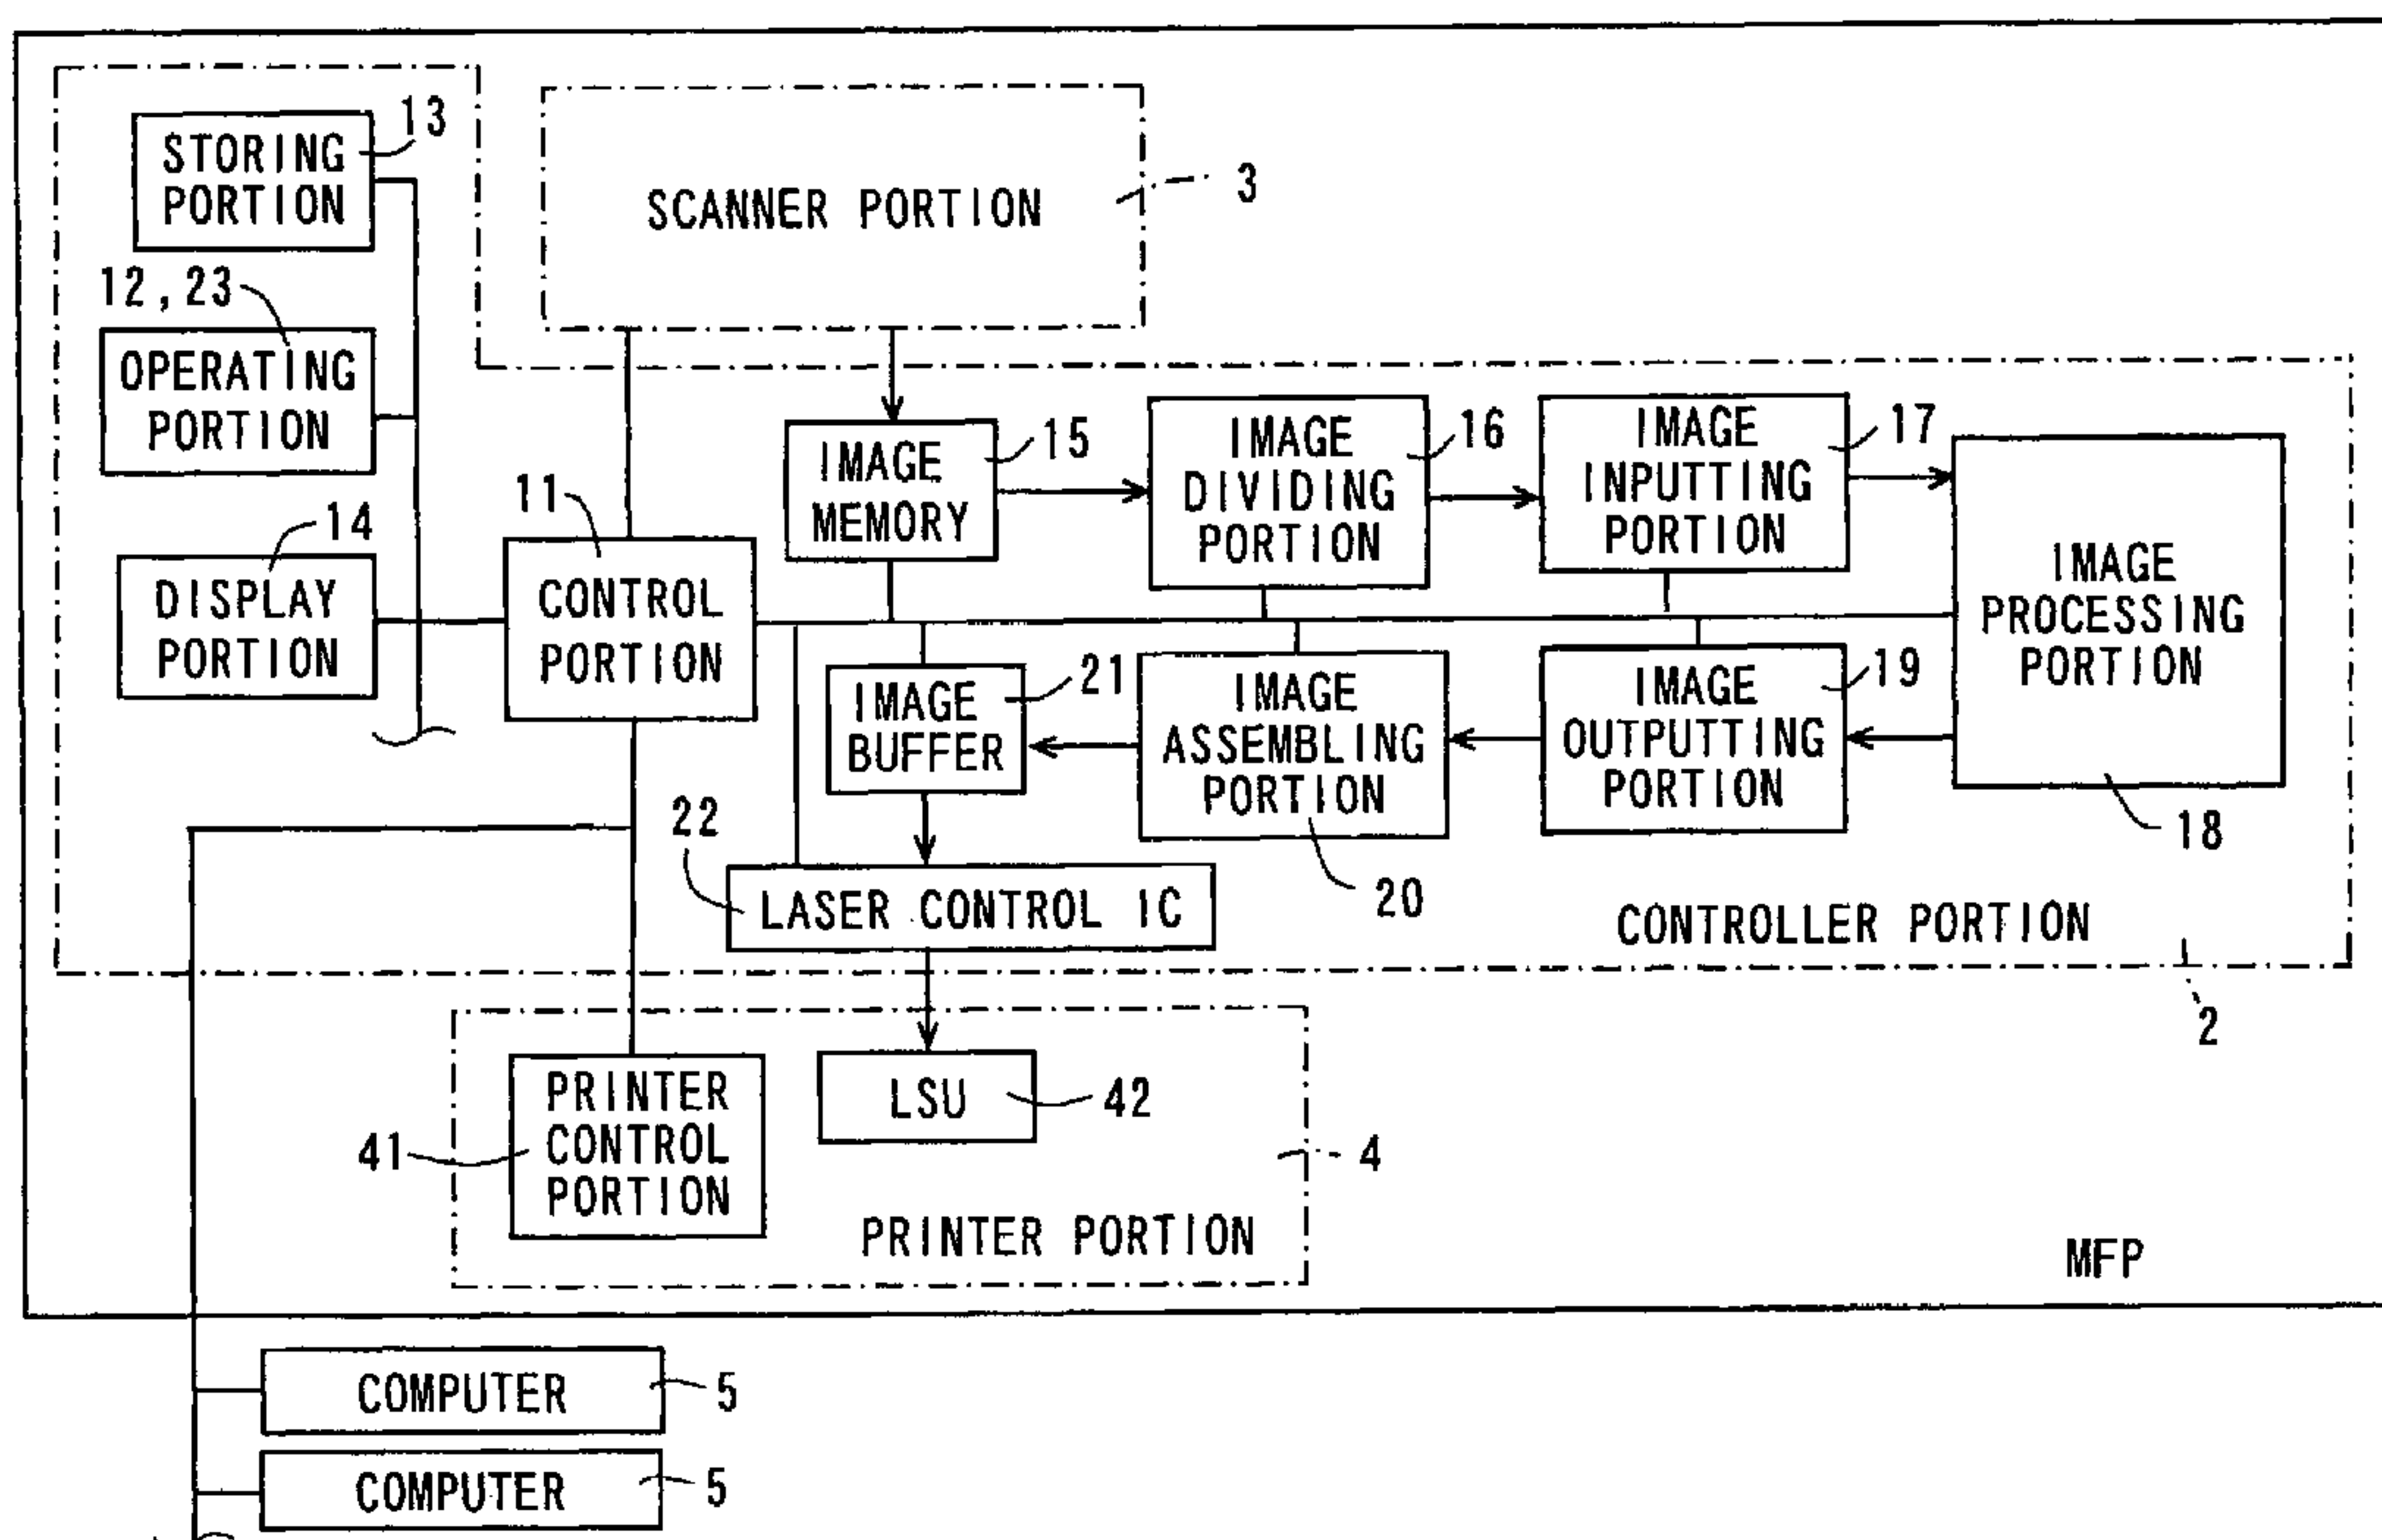 13
STORING
PORTION
SCANNER PORTION
3
12,23
OPERATING
PORTION
14
DISPLAY
PORTION
11
CONTROL
PORTION
IMAGE
MEMORY
15
IMAGE
DIVIDING
PORTION
16
IMAGE
INPUTTING
PORTION
17
IMAGE
PROCESSING
PORTION
18
IMAGE
BUFFER
21
IMAGE
ASSEMBLING
PORTION
20
IMAGE
OUTPUTTING
PORTION
19
22
LASER CONTROL IC
CONTROLLER PORTION
2
PRINTER
CONTROL
PORTION
41
LSU
42
4
PRINTER PORTION
MFP
COMPUTER
5
COMPUTER
5